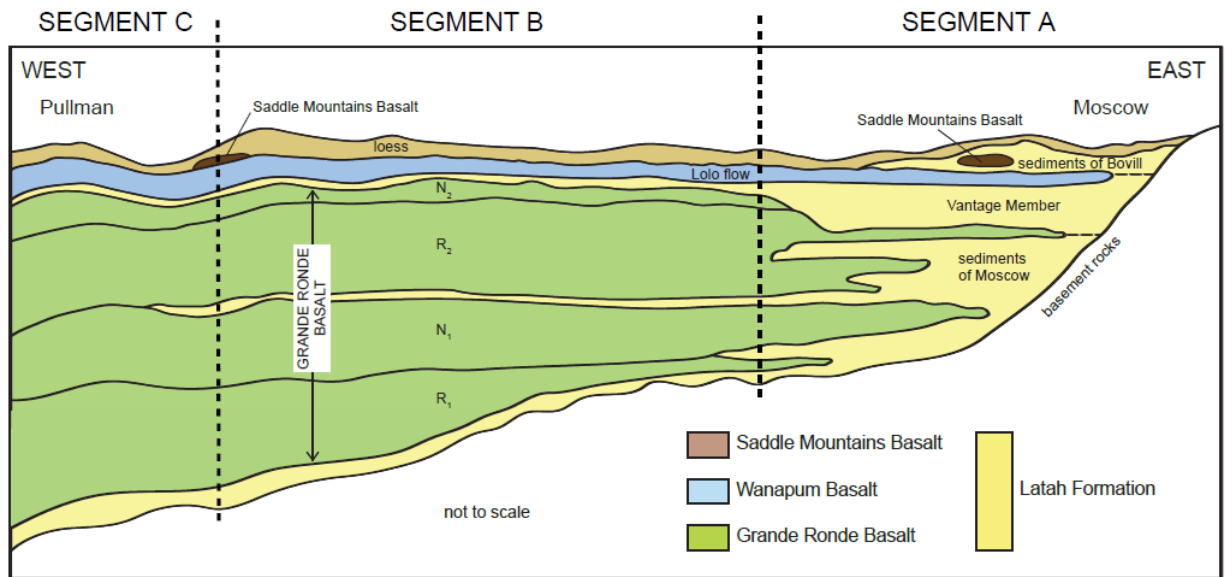 SEGMENT C
SEGMENT B
SEGMENT A
WEST
EAST
Pullman
Moscow
Saddle Mountains Basalt
Saddle Mountains Basalt
loess
sediments of Bovill
Lolo flow
N2
Vantage Member
R2
sediments
of Moscow
GRANDE RONDE
BASALT
basement rocks
N1
R1
Saddle Mountains Basalt
Wanapum Basalt
Grande Ronde Basalt
Latah Formation
not to scale